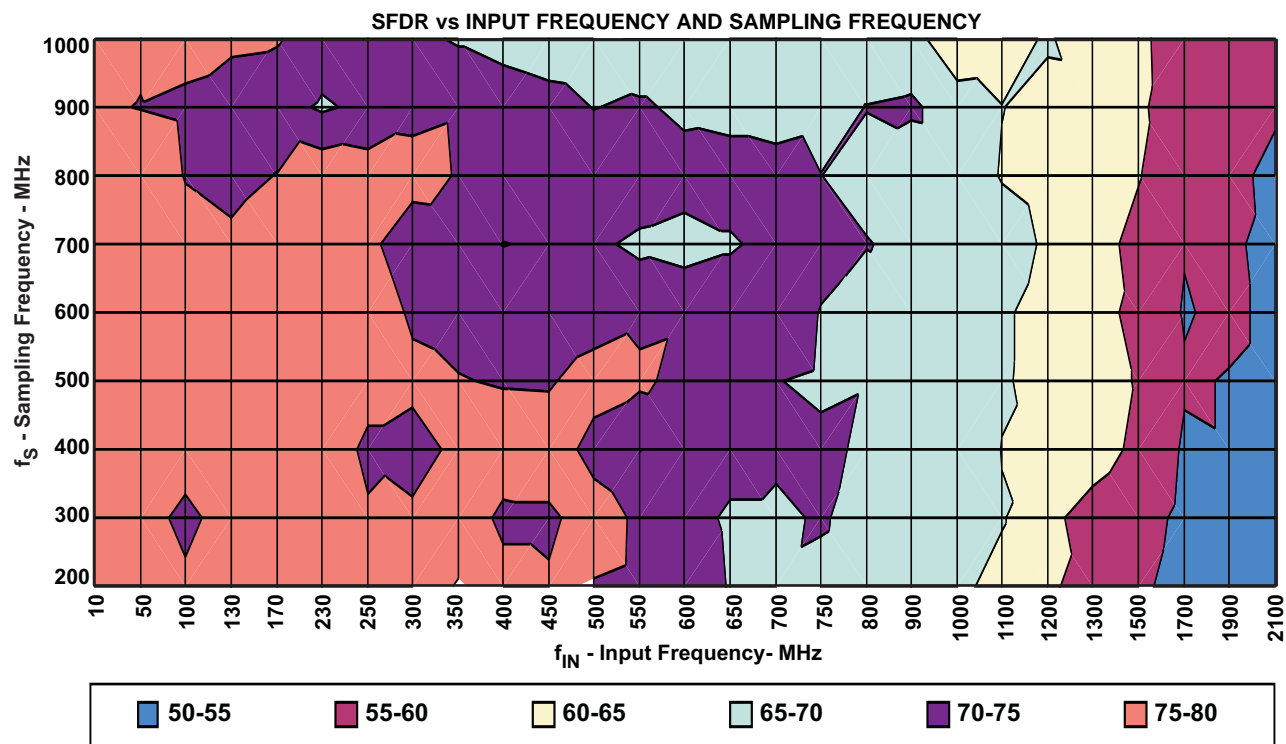 SFDR vs INPUT FREQUENCY AND SAMPLING FREQUENCY
1000
900
800
700
600
500
400
300
200
fS - Sampling Frequency - MHz
10 50 100 130 170 230 250 300 350 400 450 500 550 600 650 700 750 800 900 1000 1100 1200 1300 1500 1700 1900 2100
fIN - Input Frequency- MHz
50-55 55-60 60-65 65-70 70-75 75-80